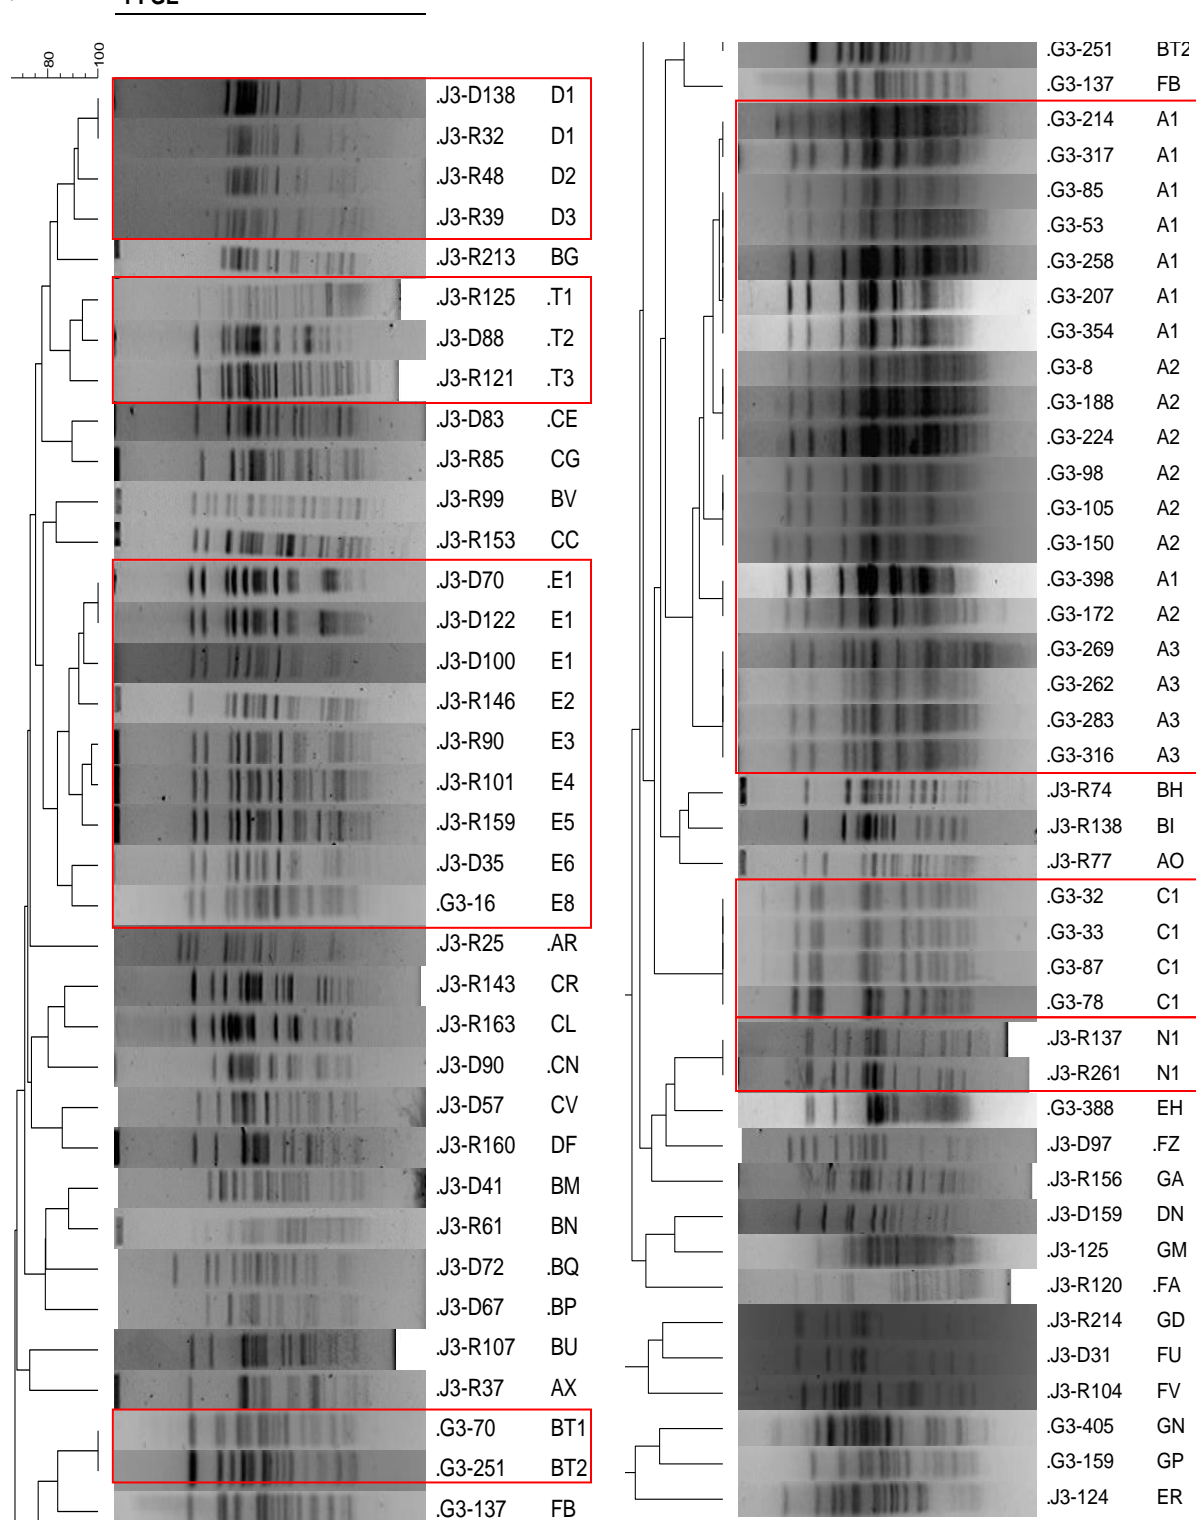 80
100
.J3-D138 D1
.J3-R32 D1
.J3-R48 D2
.J3-R39 D3
.J3-R213 BG
.J3-R125 .T1
.J3-D88 .T2
.J3-R121 .T3
.J3-D83 .CE
.J3-R85 CG
.J3-R99 BV
.J3-R153 CC
.J3-D70 .E1
.J3-D122 E1
.J3-D100 E1
.J3-R146 E2
.J3-R90 E3
.J3-R101 E4
.J3-R159 E5
.J3-D35 E6
.G3-16 E8
.J3-R25 .AR
.J3-R143 CR
.J3-R163 CL
.J3-D90 .CN
.J3-D57 CV
.J3-R160 DF
.J3-D41 BM
.J3-R61 BN
.J3-D72 .BQ
.J3-D67 .BP
.J3-R107 BU
.J3-R37 AX
.G3-70 BT1
.G3-251 BT2
.G3-137 FB
.G3-251 BT2
.G3-137 FB
.G3-214 A1
.G3-317 A1
.G3-85 A1
.G3-53 A1
.G3-258 A1
.G3-207 A1
.G3-354 A1
.G3-8 A2
.G3-188 A2
.G3-224 A2
.G3-98 A2
.G3-105 A2
.G3-150 A2
.G3-398 A1
.G3-172 A2
.G3-269 A3
.G3-262 A3
.G3-283 A3
.G3-316 A3
.J3-R74 BH
.J3-R138 BI
.J3-R77 AO
.G3-32 C1
.G3-33 C1
.G3-87 C1
.G3-78 C1
.J3-R137 N1
.J3-R261 N1
.G3-388 EH
.J3-D97 .FZ
.J3-R156 GA
.J3-D159 DN
.J3-125 GM
.J3-R120 .FA
.J3-R214 GD
.J3-D31 FU
.J3-R104 FV
.G3-405 GN
.G3-159 GP
.J3-124 ER